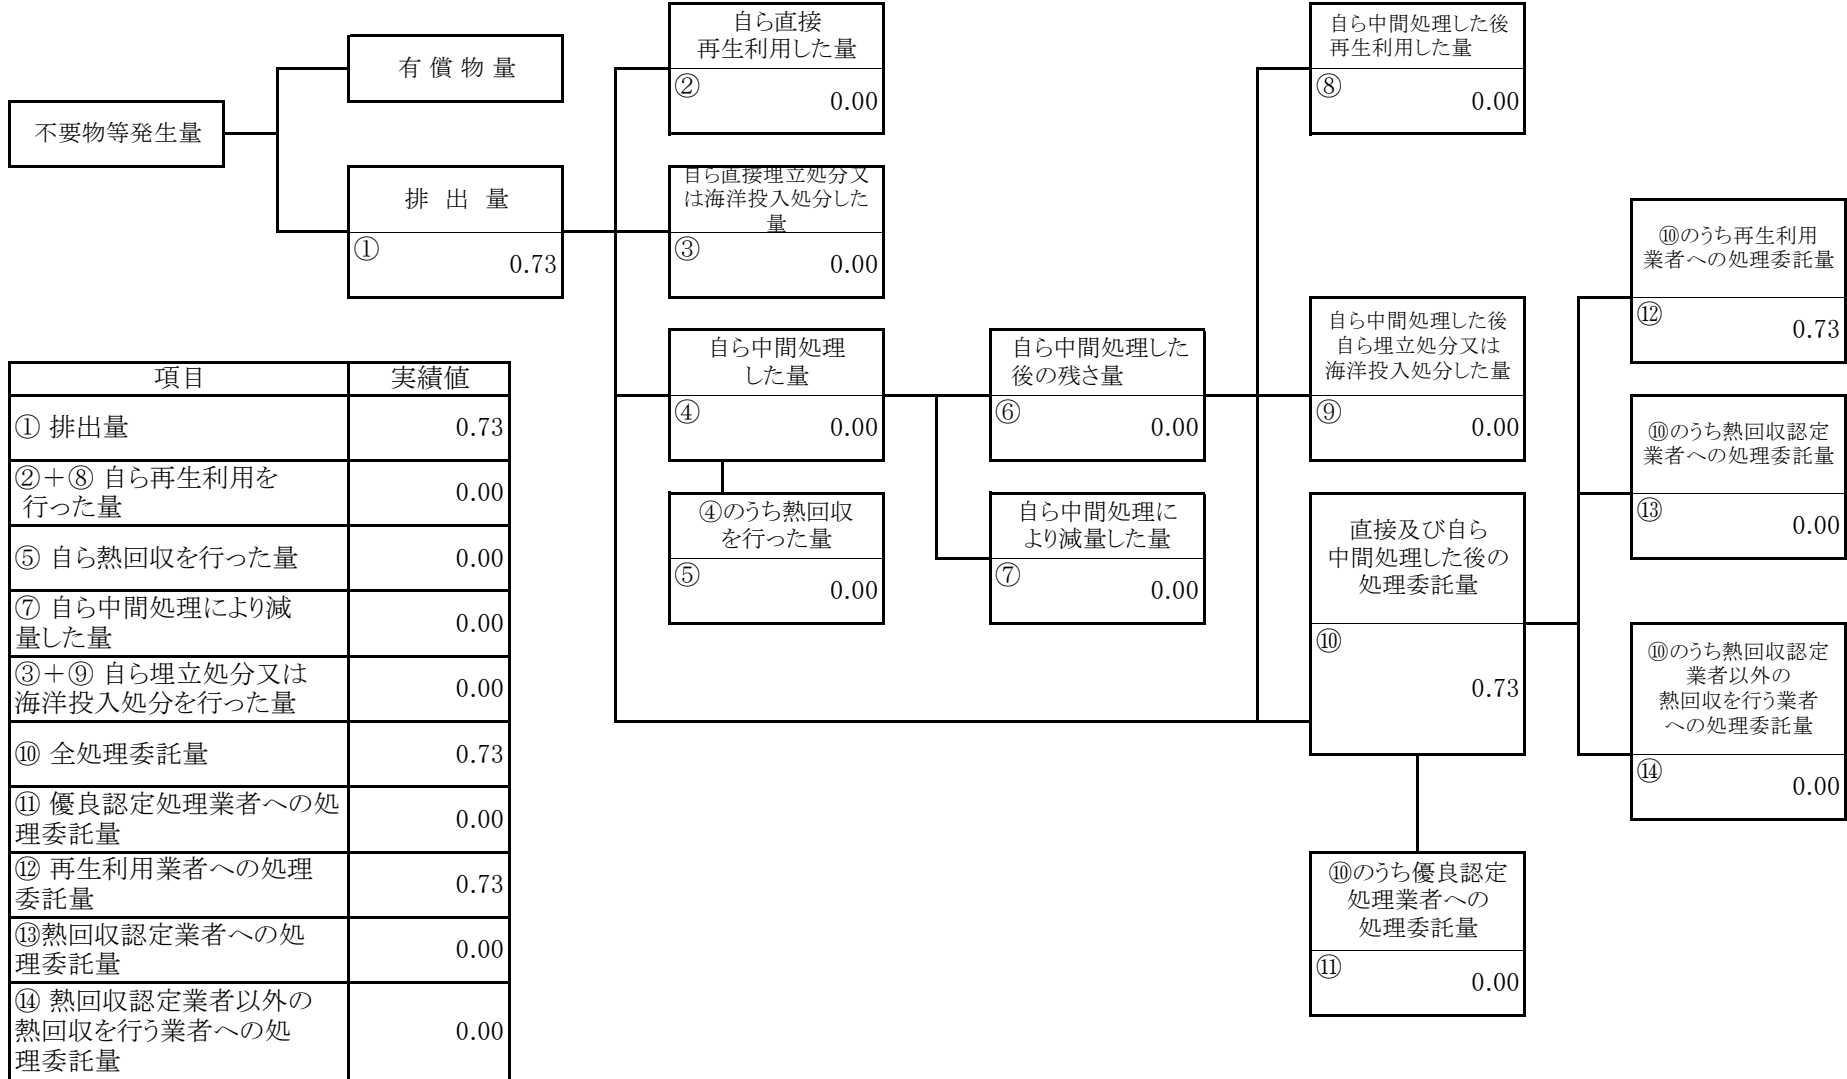 不要物等発生量
有 償 物 量
排 出 量
①
0.73
自ら直接
再生利用した量
②
0.00
自ら直接埋立処分又
は海洋投入処分した
量
③
0.00
自ら中間処理
した量
④
0.00
④のうち熱回収
を行った量
⑤
0.00
自ら中間処理した
後の残さ量
⑥
0.00
自ら中間処理に
より減量した量
⑦
0.00
自ら中間処理した後
再生利用した量
⑧
0.00
自ら中間処理した後
自ら埋立処分又は
海洋投入処分した量
⑨
0.00
直接及び自ら
中間処理した後の
処理委託量
⑩
0.73
⑩のうち優良認定
処理業者への
処理委託量
⑪
0.00
⑩のうち再生利用
業者への処理委託量
⑫
0.73
⑩のうち熱回収認定
業者への処理委託量
⑬
0.00
⑩のうち熱回収認定
業者以外の
熱回収を行う業者
への処理委託量
⑭
0.00
項目 実績値
① 排出量 0.73
②＋⑧ 自ら再生利用を
行った量 0.00
⑤ 自ら熱回収を行った量 0.00
⑦ 自ら中間処理により減
量した量 0.00
③＋⑨ 自ら埋立処分又は
海洋投入処分を行った量 0.00
⑩ 全処理委託量 0.73
⑪ 優良認定処理業者への処
理委託量 0.00
⑫ 再生利用業者への処理
委託量 0.73
⑬熱回収認定業者への処
理委託量 0.00
⑭ 熱回収認定業者以外の
熱回収を行う業者への処
理委託量 0.00